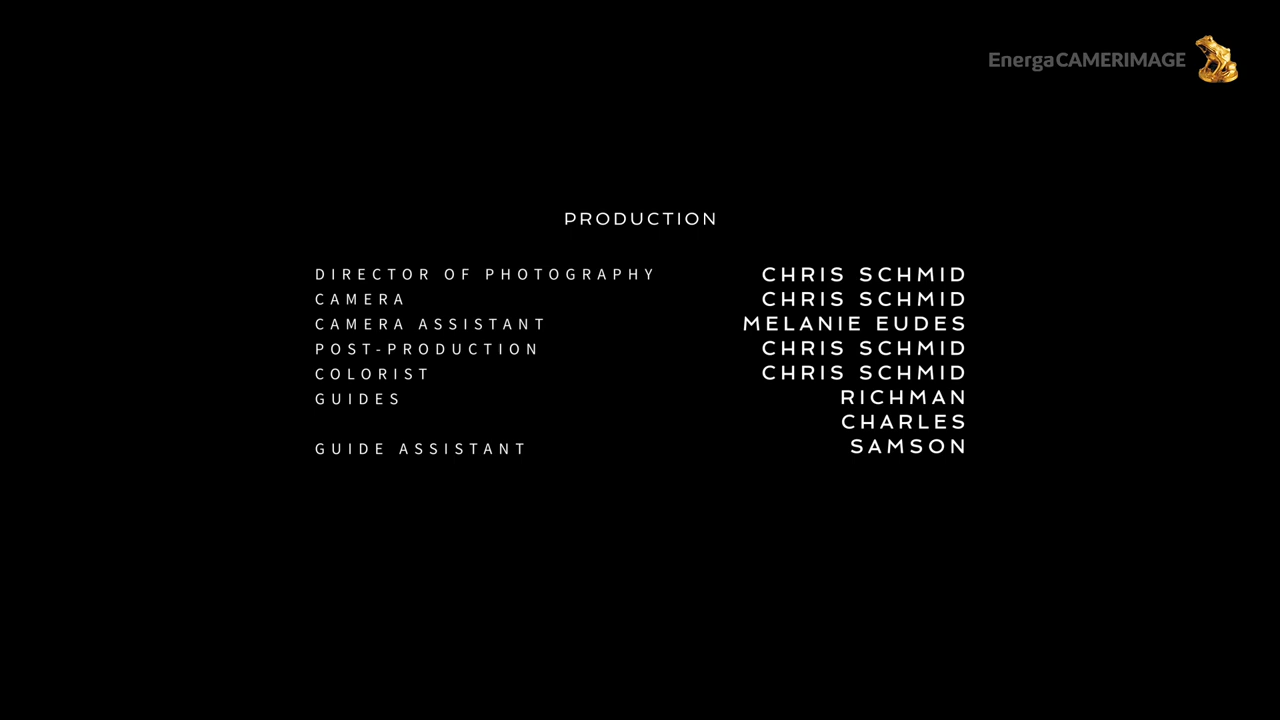 EnergaCAMERIMAGE
PRODUCTION
DIRECTOR OF PHOTOGRAPHY CHRIS SCHMID
CAMERA CHRIS SCHMID
CAMERA ASSISTANT MELANIE EUDES
POST-PRODUCTION CHRIS SCHMID
COLORIST CHRIS SCHMID
GUIDES RICHMAN
CHARLES
GUIDE ASSISTANT SAMSON